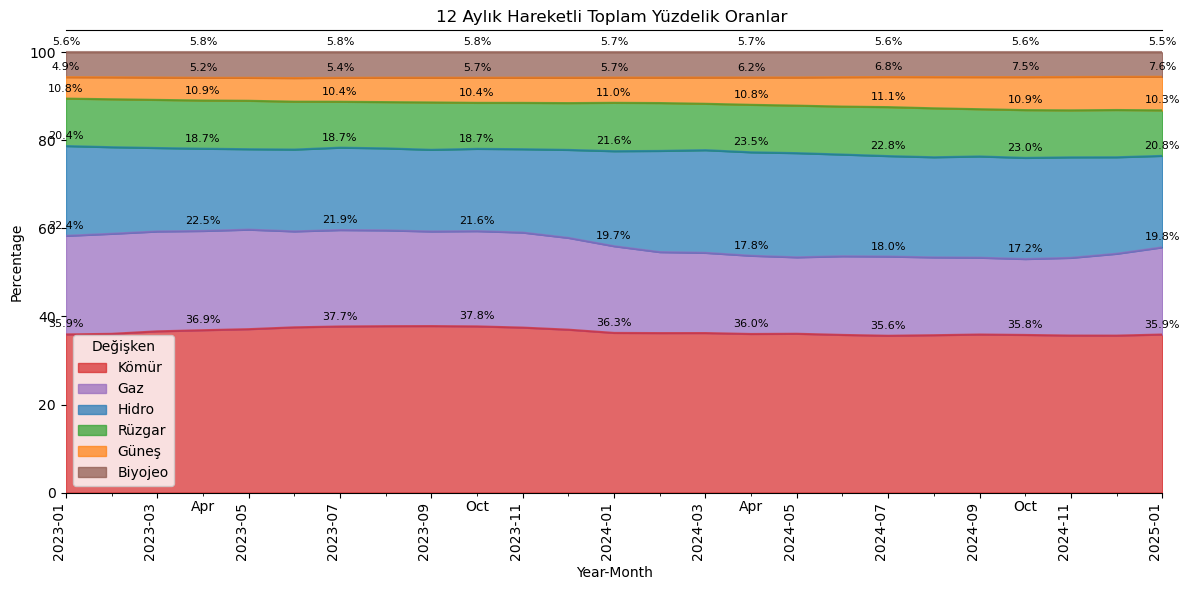 12 Aylık Hareketli Toplam Yüzdelik Oranlar
5.6% 5.8% 5.8% 5.8% 5.7% 5.7% 5.6% 5.6% 5.5%
100
4.9% 5.2% 5.4% 5.7% 5.7% 6.2% 6.8% 7.5% 7.6%
10.8% 10.9% 10.4% 10.4% 11.0% 10.8% 11.1% 10.9% 10.3%
80
20.4% 18.7% 18.7% 18.7% 21.6% 23.5% 22.8% 23.0% 20.8%
60
22.4% 22.5% 21.9% 21.6% 19.7% 17.8% 18.0% 17.2% 19.8%
Percentage
40
35.9% 36.9% 37.7% 37.8% 36.3% 36.0% 35.6% 35.8% 35.9%
Değişken
Kömür
Gaz
Hidro
Rüzgar
Güneş
Biyojeo
20
0
2023-01 2023-03 Apr 2023-05 2023-07 2023-09 Oct 2023-11 2024-01 2024-03 Apr 2024-05 2024-07 2024-09 Oct 2024-11 2025-01
Year-Month